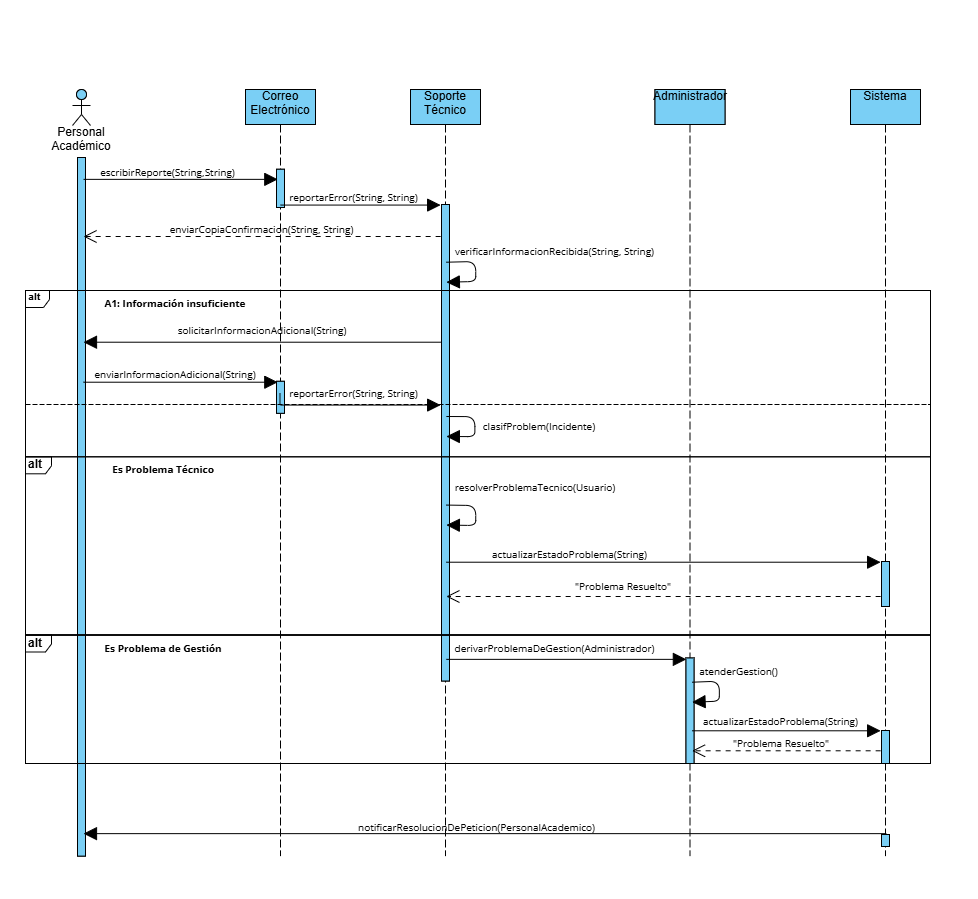 Personal
Académico
Correo
Electrónico
Soporte
Técnico
Administrador
Sistema
escribirReporte(String,String)
reportarError(String, String)
enviarCopiaConfirmacion(String, String)
verificarInformacionRecibida(String, String)
alt
A1: Información insuficiente
solicitarInformacionAdicional(String)
enviarInformacionAdicional(String)
reportarError(String, String)
clasifProblem(Incidente)
alt
Es Problema Técnico
resolverProblemaTecnico(Usuario)
actualizarEstadoProblema(String)
"Problema Resuelto"
alt
Es Problema de Gestión
derivarProblemaDeGestion(Administrador)
atenderGestion()
actualizarEstadoProblema(String)
"Problema Resuelto"
notificarResolucionDePeticion(PersonalAcademico)